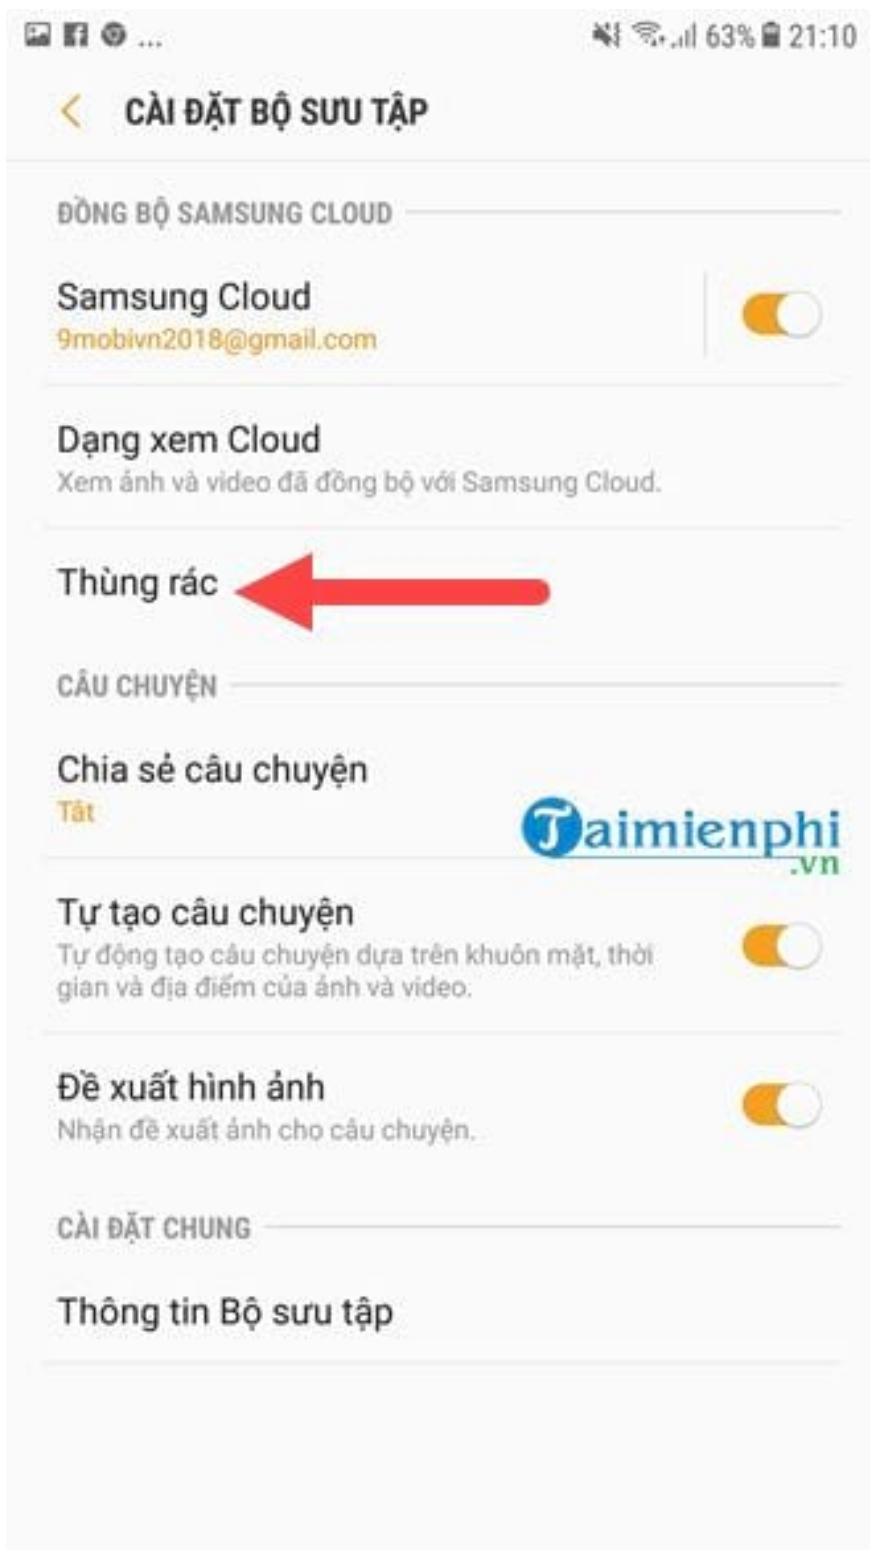 ... 63% 21:10
CÀI ĐẶT BỘ SƯU TẬP
ĐỒNG BỘ SAMSUNG CLOUD
Samsung Cloud
9mobivn2018@gmail.com
Dạng xem Cloud
Xem ảnh và video đã đồng bộ với Samsung Cloud.
Thùng rác
CÂU CHUYỆN
Chia sẻ câu chuyện
Tắt
Taimienphi
.vn
Tự tạo câu chuyện
Tự động tạo câu chuyện dựa trên khuôn mặt, thời
gian và địa điểm của ảnh và video.
Đề xuất hình ảnh
Nhận đề xuất ảnh cho câu chuyện.
CÀI ĐẶT CHUNG
Thông tin Bộ sưu tập